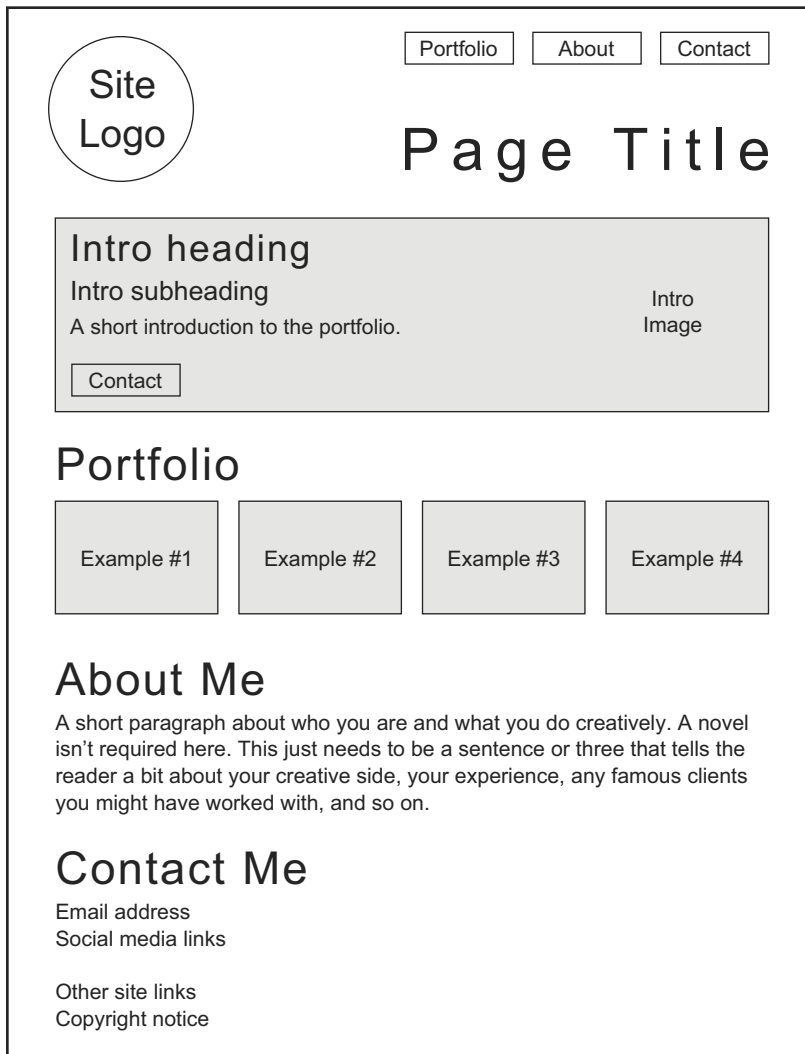 Site
Logo
Portfolio
About
Contact
Page Title
Intro heading
Intro subheading
A short introduction to the portfolio.
Contact
Intro
Image
Portfolio
Example #1
Example #2
Example #3
Example #4
About Me
A short paragraph about who you are and what you do creatively. A novel
isn’t required here. This just needs to be a sentence or three that tells the
reader a bit about your creative side, your experience, any famous clients
you might have worked with, and so on.
Contact Me
Email address
Social media links
Other site links
Copyright notice